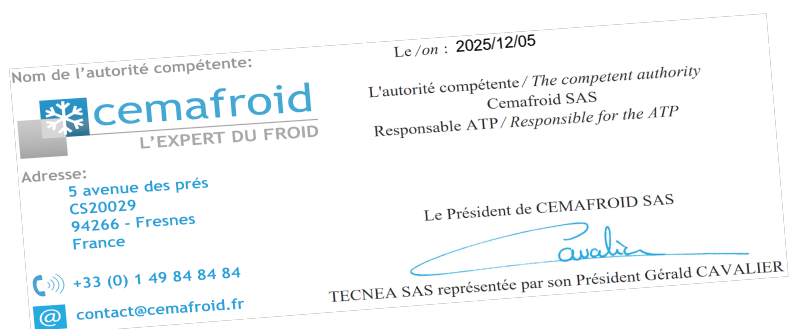 Nom de l'autorité compétente:
cemafroid
L'EXPERT DU FROID
Adresse:
5 avenue des prés
CS20029
94266 - Fresnes
France
+33 (0) 1 49 84 84 84
@ contact@cemafroid.fr
Le /on : 2025/12/05
L'autorité compétente / The competent authority
Cemafroid SAS
Responsable ATP / Responsible for the ATP
Le Président de CEMAFROID SAS
Cavalier
TECNEA SAS représentée par son Président Gérald CAVALIER